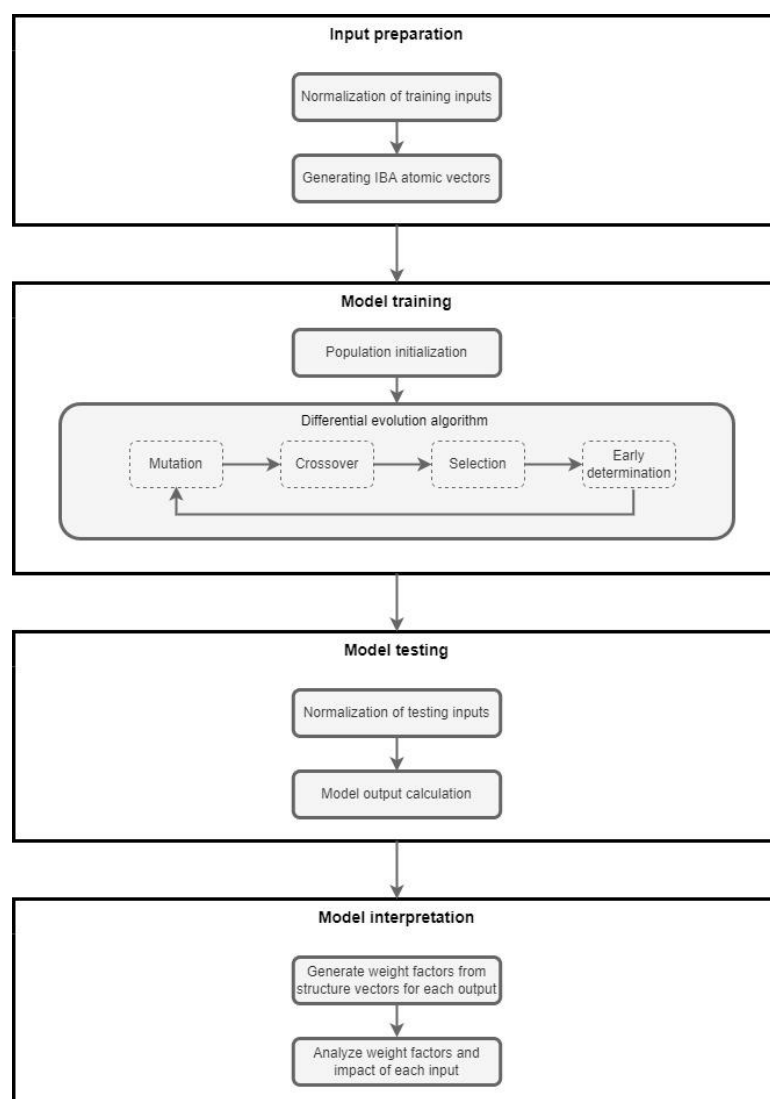 Input preparation
Normalization of training inputs
Generating IBA atomic vectors
Model training
Population initialization
Differential evolution algorithm
Mutation
Crossover
Selection
Early
determination
Model testing
Normalization of testing inputs
Model output calculation
Model interpretation
Generate weight factors from
structure vectors for each output
Analyze weight factors and
impact of each input